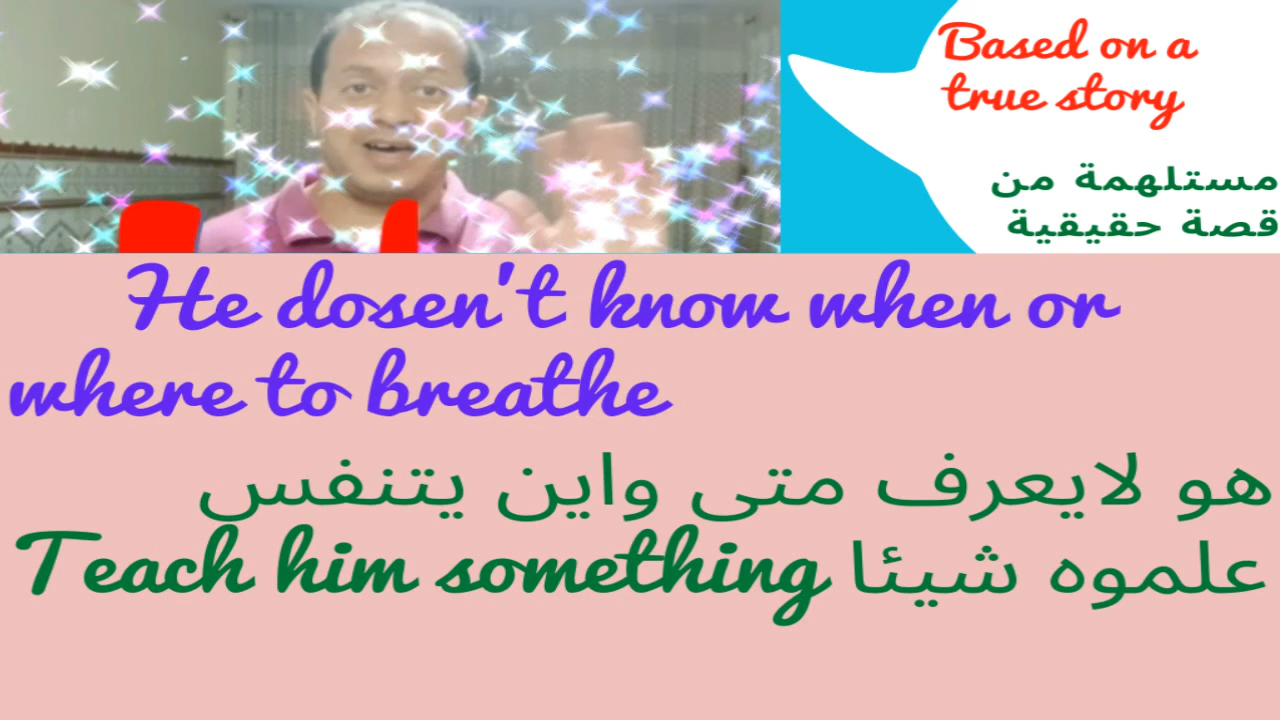 Based on a
true story
مستلهمة من
قصة حقيقية
He dosen't know when or
where to breathe
هو لايعرف متى واين يتنفس
Teach him something علموه شيئا